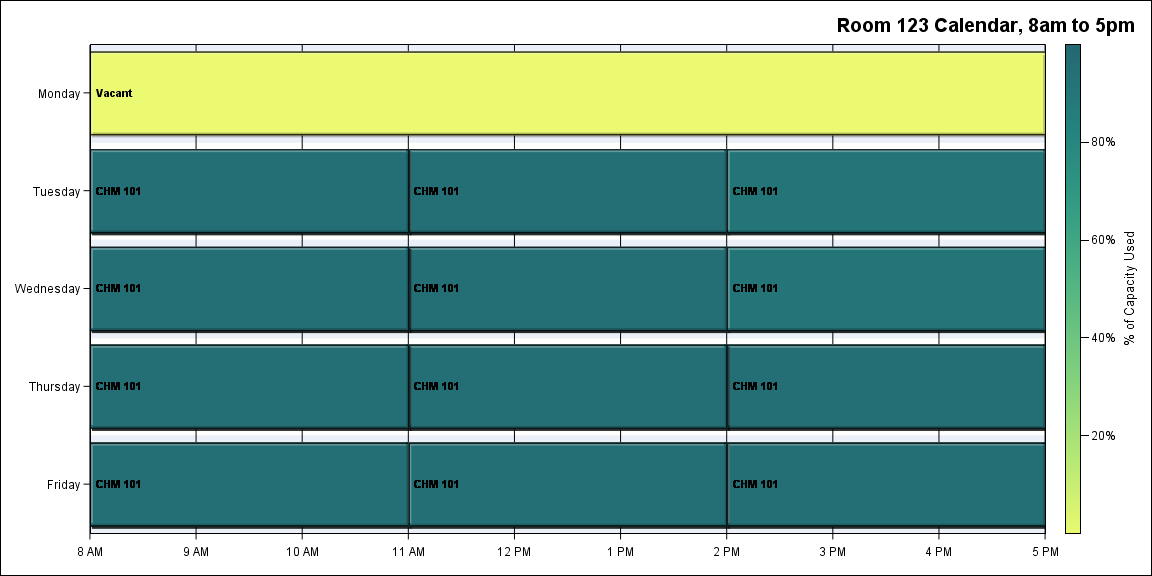 Room 123 Calendar, 8am to 5pm
Monday
Vacant
Tuesday
CHM 101
CHM 101
CHM 101
Wednesday
CHM 101
CHM 101
CHM 101
Thursday
CHM 101
CHM 101
CHM 101
Friday
CHM 101
CHM 101
CHM 101
8 AM 9 AM 10 AM 11 AM 12 PM 1 PM 2 PM 3 PM 4 PM 5 PM
80%
60%
40%
20%
% of Capacity Used